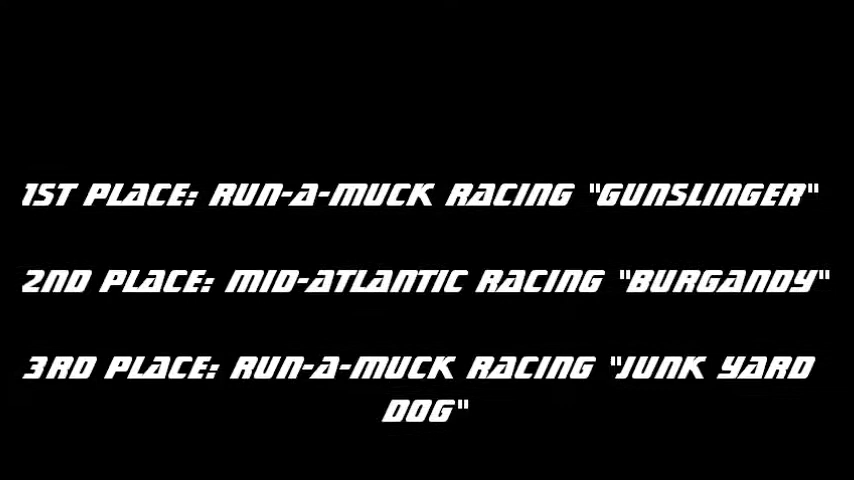 1ST PLACE: RUN-A-MUCK RACING "GUNSLINGER"
2ND PLACE: MID-ATLANTIC RACING "BURGANDY"
3RD PLACE: RUN-A-MUCK RACING "JUNK YARD
DOG"